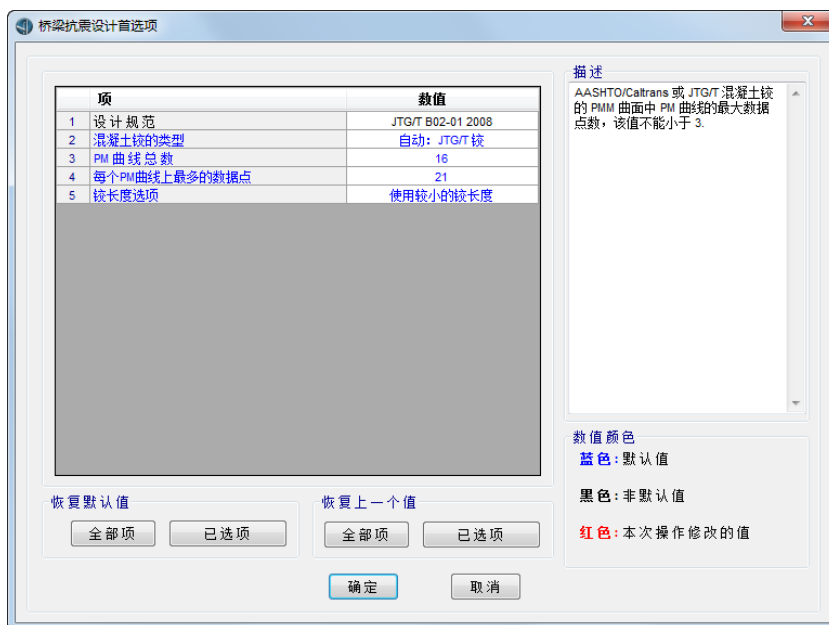 桥梁抗震设计首选项
项 数值
1 设计规范 JTG/T B02-01 2008
2 混凝土铰的类型 自动：JTG/T 铰
3 PM 曲线总数 16
4 每个PM曲线上最多的数据点 21
5 铰长度选项 使用较小的铰长度
描述
AASHTO/Caltrans 或 JTG/T 混凝土铰
的 PMM 曲面中 PM 曲线的最大数据
点数，该值不能小于 3.
数值颜色
蓝色：默认值
黑色：非默认值
红色：本次操作修改的值
恢复默认值
全部项 已选项
恢复上一个值
全部项 已选项
确定 取消